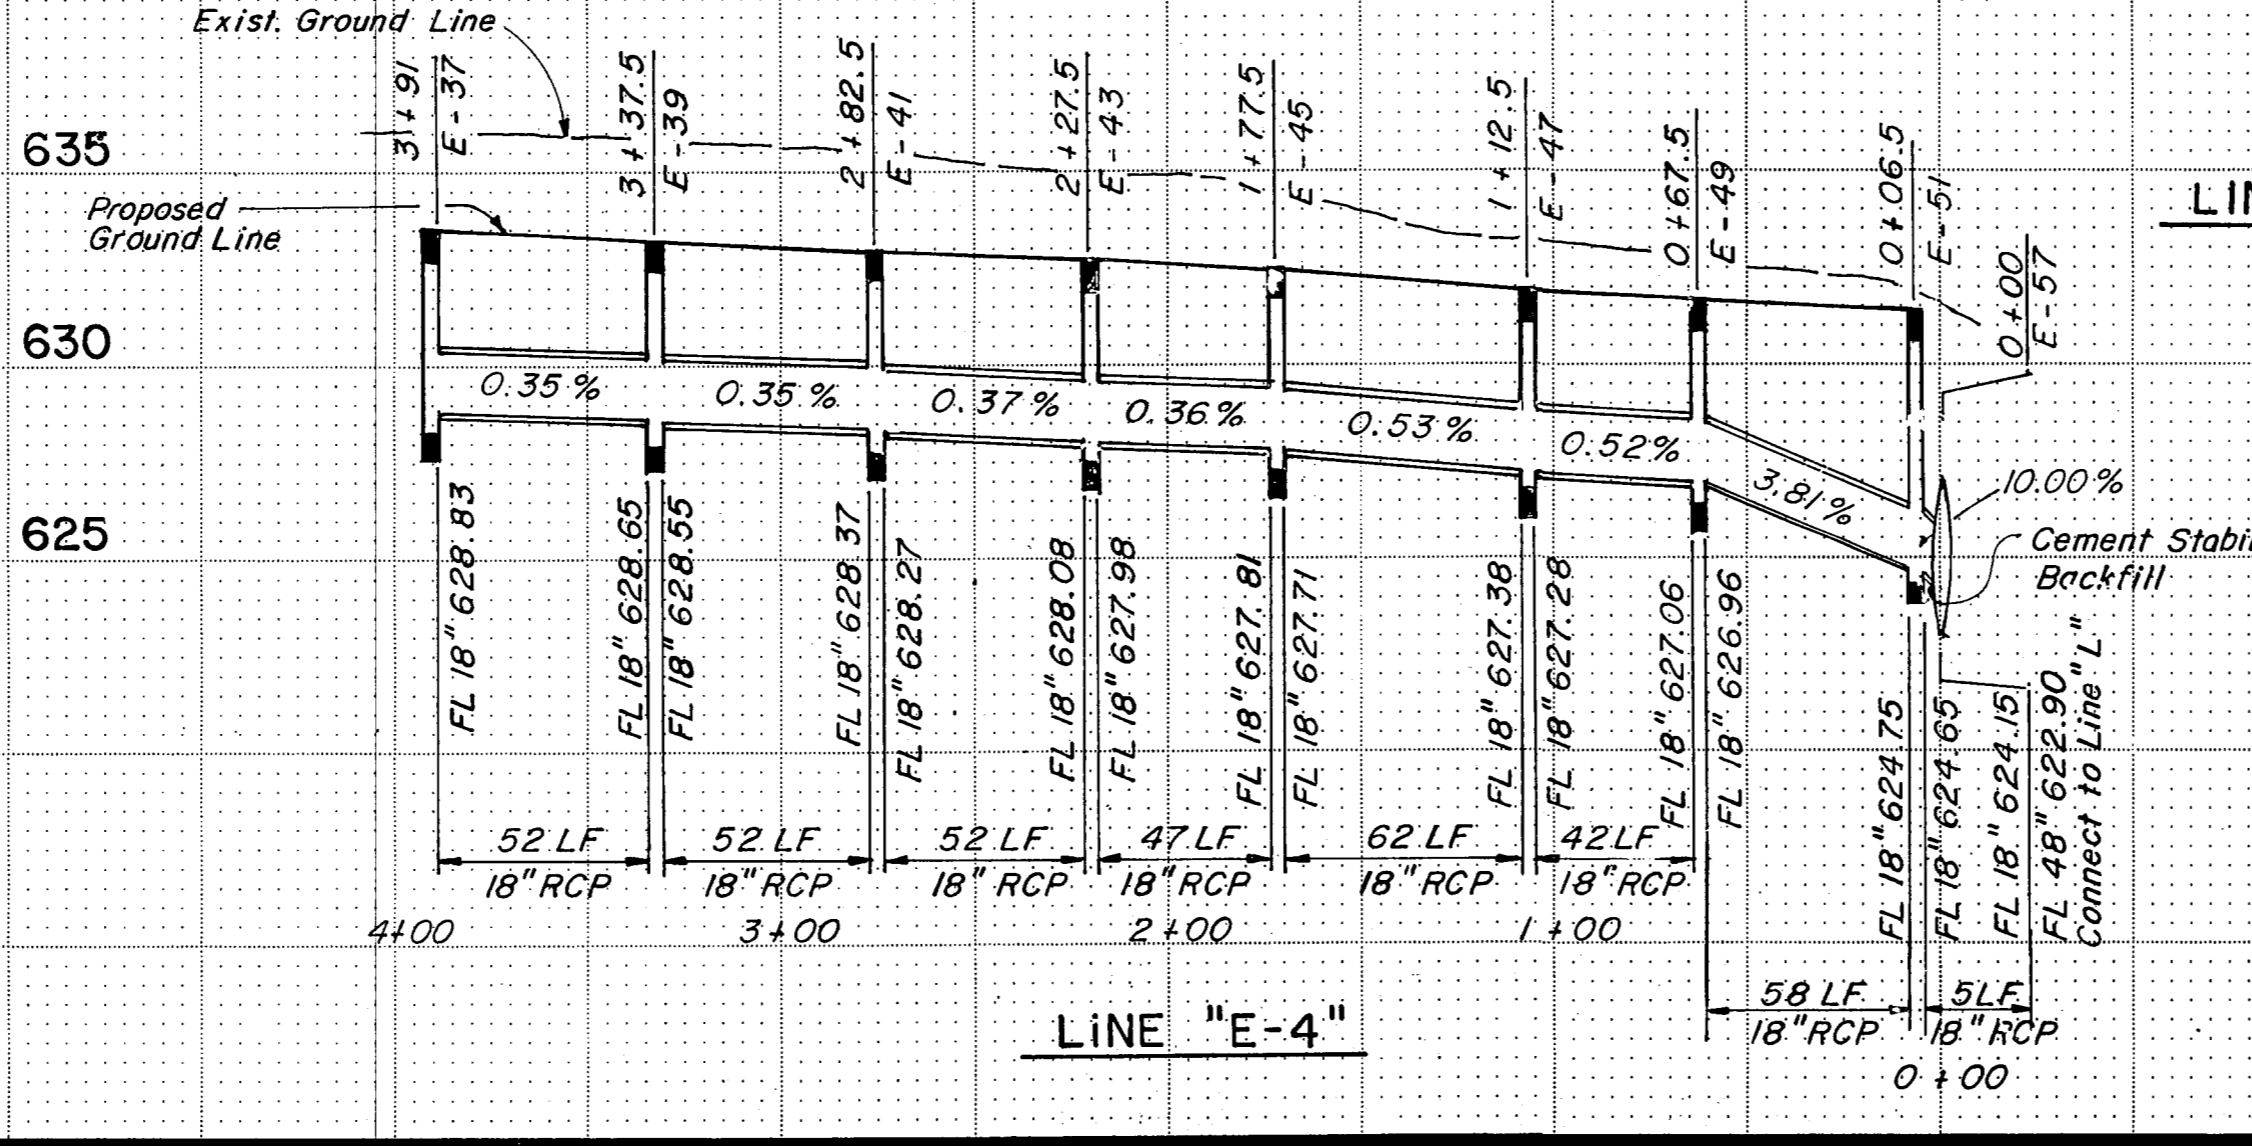 Exist. Ground Line
3+91
E-37
3+37.5
E-39
2+82.5
E-41
2+27.5
E-43
1+77.5
E-45
1+12.5
E-47
0+67.5
E-49
0+06.5
E-51
0+00
E-57
635
630
625
Proposed
Ground Line
LIN
0.35%
0.35%
0.37%
0.36%
0.53%
0.52%
3.81%
10.00%
Cement Stabil
Backfill
FL 18" 628.83
FL 18" 628.65
FL 18" 628.55
FL 18" 628.37
FL 18" 628.27
FL 18" 628.08
FL 18" 627.98
FL 18" 627.81
FL 18" 627.71
FL 18" 627.38
FL 18" 627.28
FL 18" 627.06
FL 18" 626.96
FL 18" 624.75
FL 18" 624.65
FL 18" 624.15
FL 48" 622.90
Connect to Line "L"
52 LF
18" RCP
52 LF
18" RCP
52 LF
18" RCP
47 LF
18" RCP
62 LF
18" RCP
42 LF
18" RCP
58 LF
18" RCP
5LF
18" RCP
4+00
3+00
2+00
1+00
0+00
LINE "E-4"